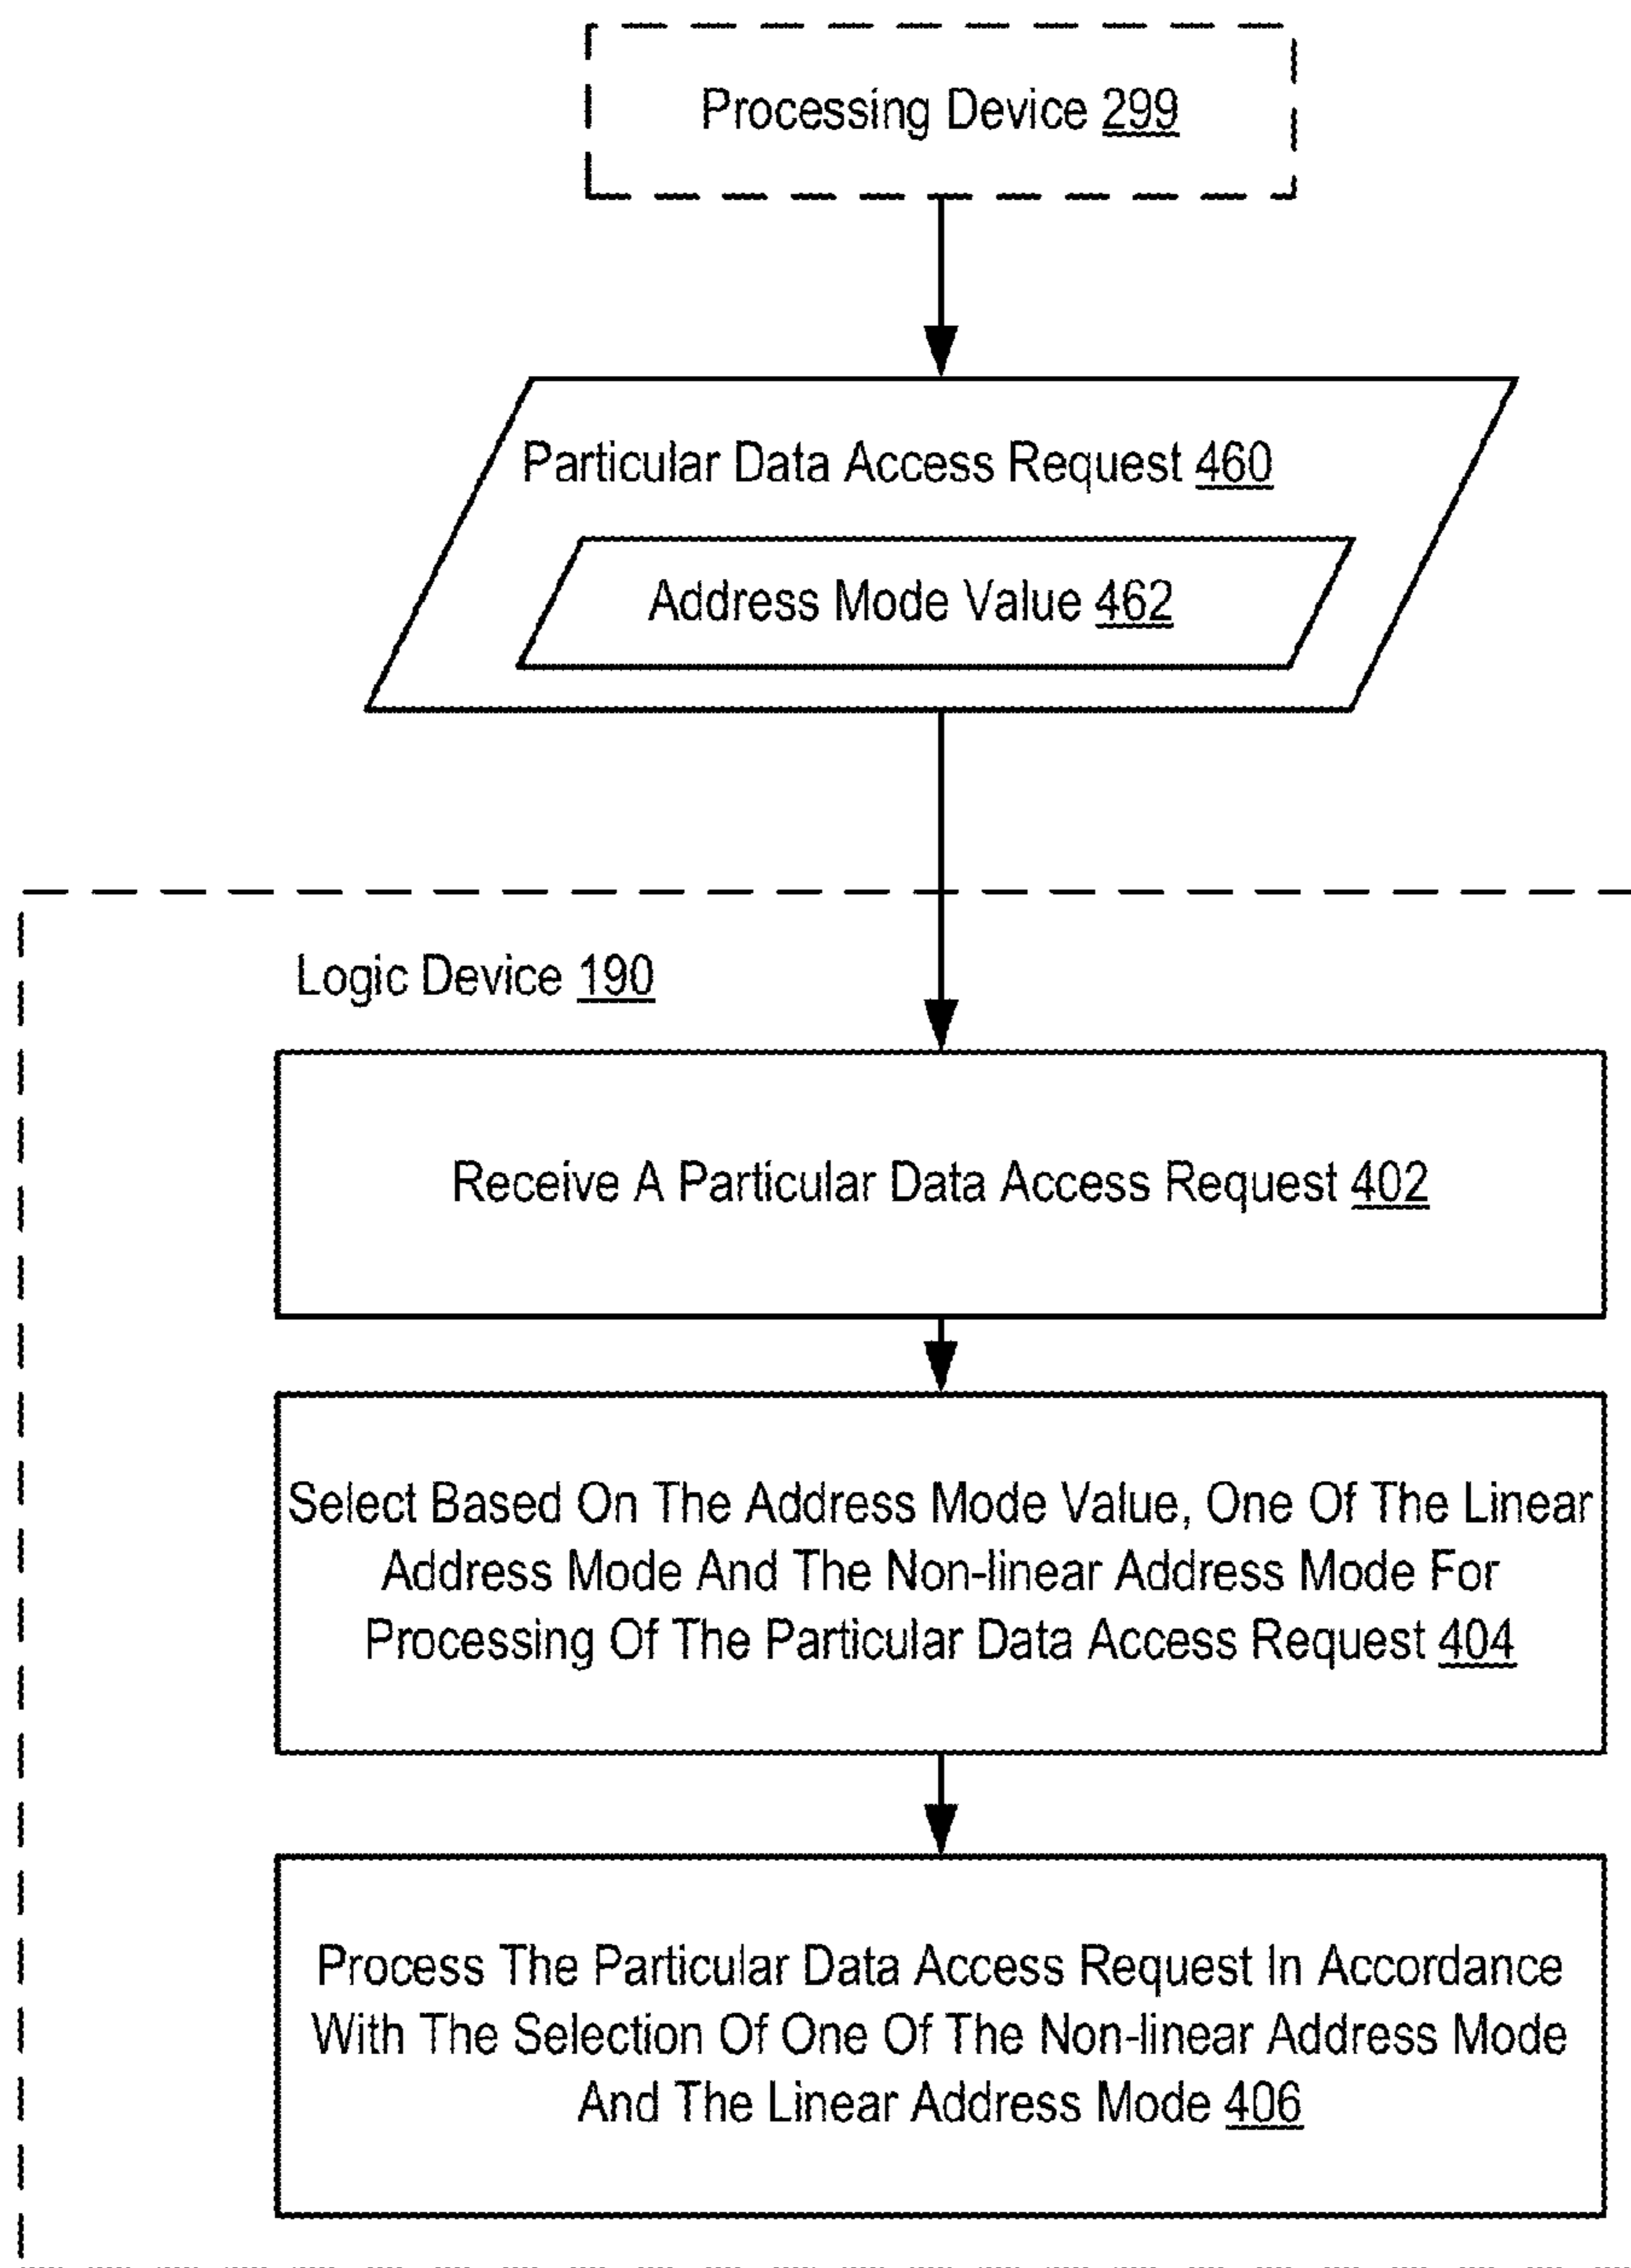 Processing Device 299
Particular Data Access Request 460
Address Mode Value 462
Logic Device 190
Receive A Particular Data Access Request 402
Select Based On The Address Mode Value, One Of The Linear
Address Mode And The Non-linear Address Mode For
Processing Of The Particular Data Access Request 404
Process The Particular Data Access Request In Accordance
With The Selection Of One Of The Non-linear Address Mode
And The Linear Address Mode 406